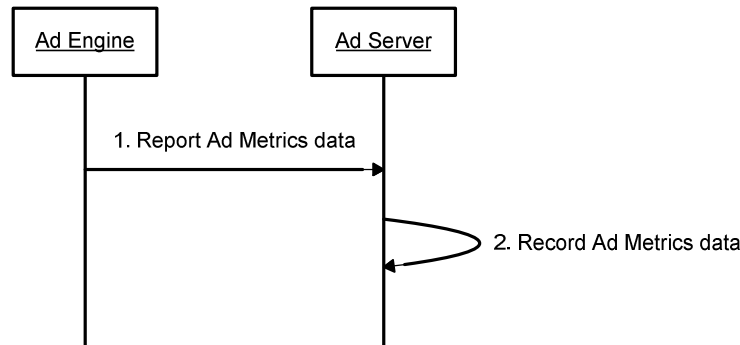 Ad Engine
Ad Server
1. Report Ad Metrics data
2. Record Ad Metrics data